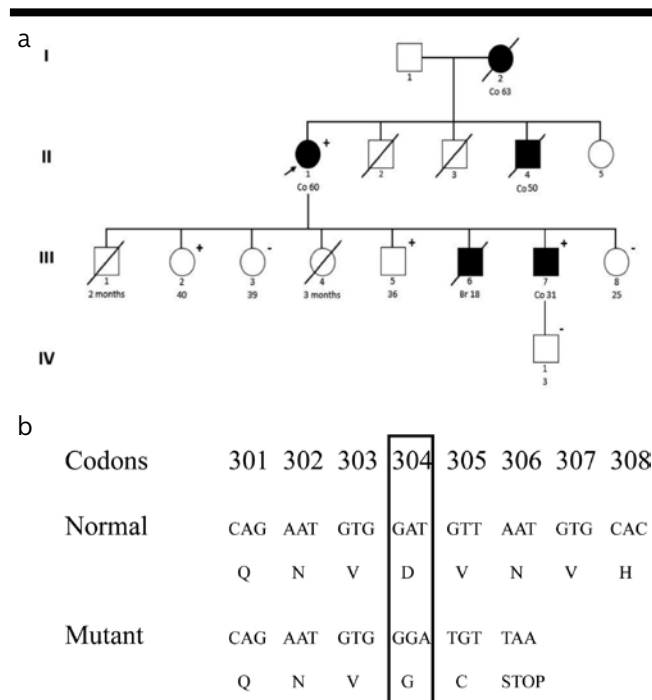 a
I
1
2
Co 63
II
+
1
2
3
4
5
Co 60
Co 50
III
+
-
+
+
-
1
2
3
4
5
6
7
8
2 months
40
39
3 months
36
Br 18
Co 31
25
IV
-
1
3
b
Codons 301 302 303 304 305 306 307 308
Normal CAG AAT GTG GAT GTT AAT GTG CAC
Q N V D V N V H
Mutant CAG AAT GTG GGA TGT TAA
Q N V G C STOP